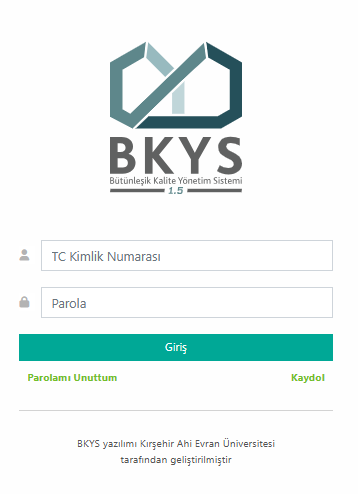 BKYS
Bütünleşik Kalite Yönetim Sistemi
1.5
TC Kimlik Numarası
Parola
Giriş
Parolamı Unuttum
Kaydol
BKYS yazılımı Kırşehir Ahi Evran Üniversitesi
tarafından geliştirilmiştir